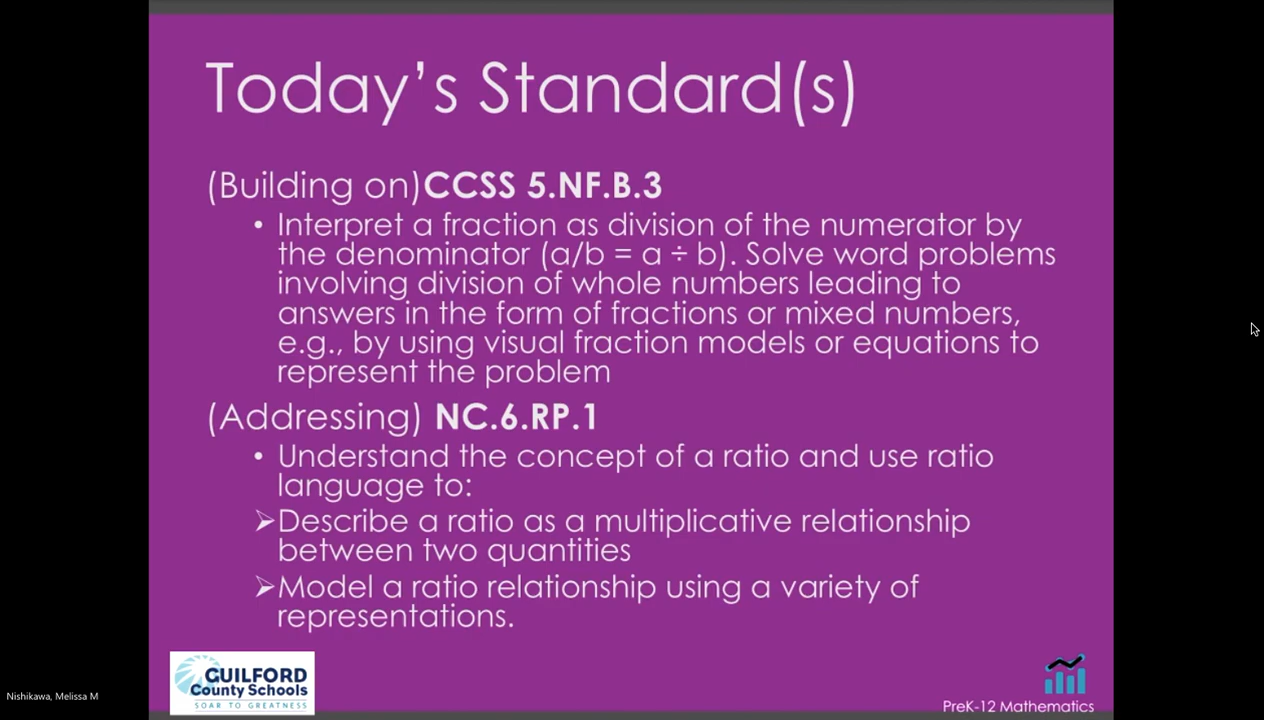 Today's Standard(s)
(Building on)CCSS 5.NF.B.3
• Interpret a fraction as division of the numerator by
the denominator (a/b = a ÷ b). Solve word problems
involving division of whole numbers leading to
answers in the form of fractions or mixed numbers,
e.g., by using visual fraction models or equations to
represent the problem
(Addressing) NC.6.RP.1
• Understand the concept of a ratio and use ratio
language to:
➢Describe a ratio as a multiplicative relationship
between two quantities
➢Model a ratio relationship using a variety of
representations.
GUILFORD
County Schools
SOAR TO GREATNESS
Nishikawa, Melissa M
PreK-12 Mathematics